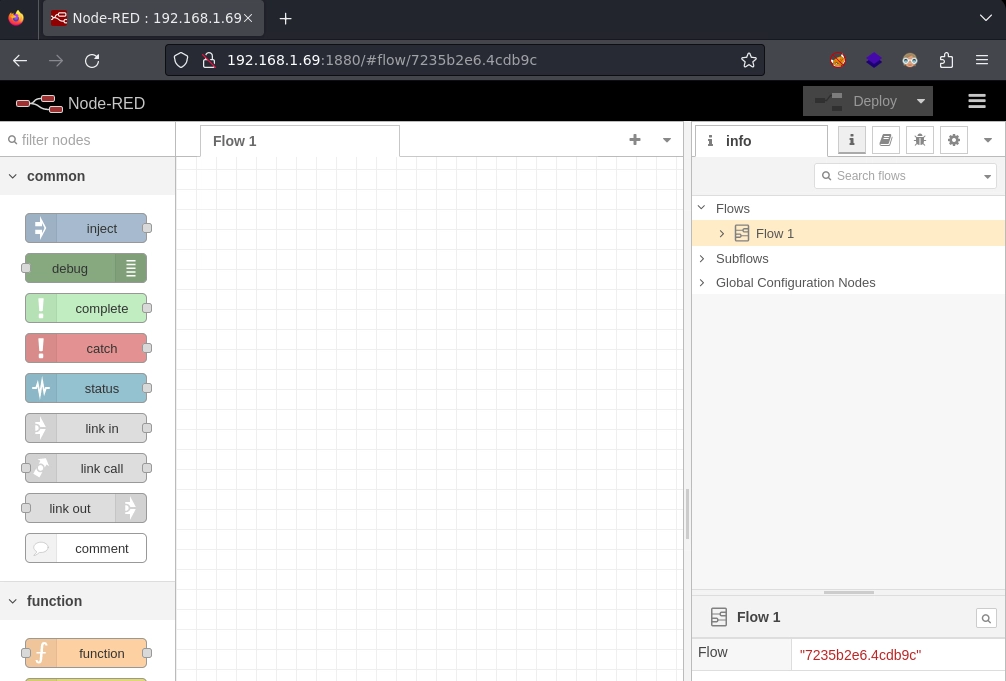 Node-RED : 192.168.1.69
192.168.1.69:1880/#flow/7235b2e6.4cdb9c
Node-RED
Deploy
filter nodes
Flow 1
info
common
Search flows
inject
Flows
debug
Flow 1
complete
Subflows
catch
Global Configuration Nodes
status
link in
link call
link out
comment
function
Flow 1
function
Flow
"7235b2e6.4cdb9c"